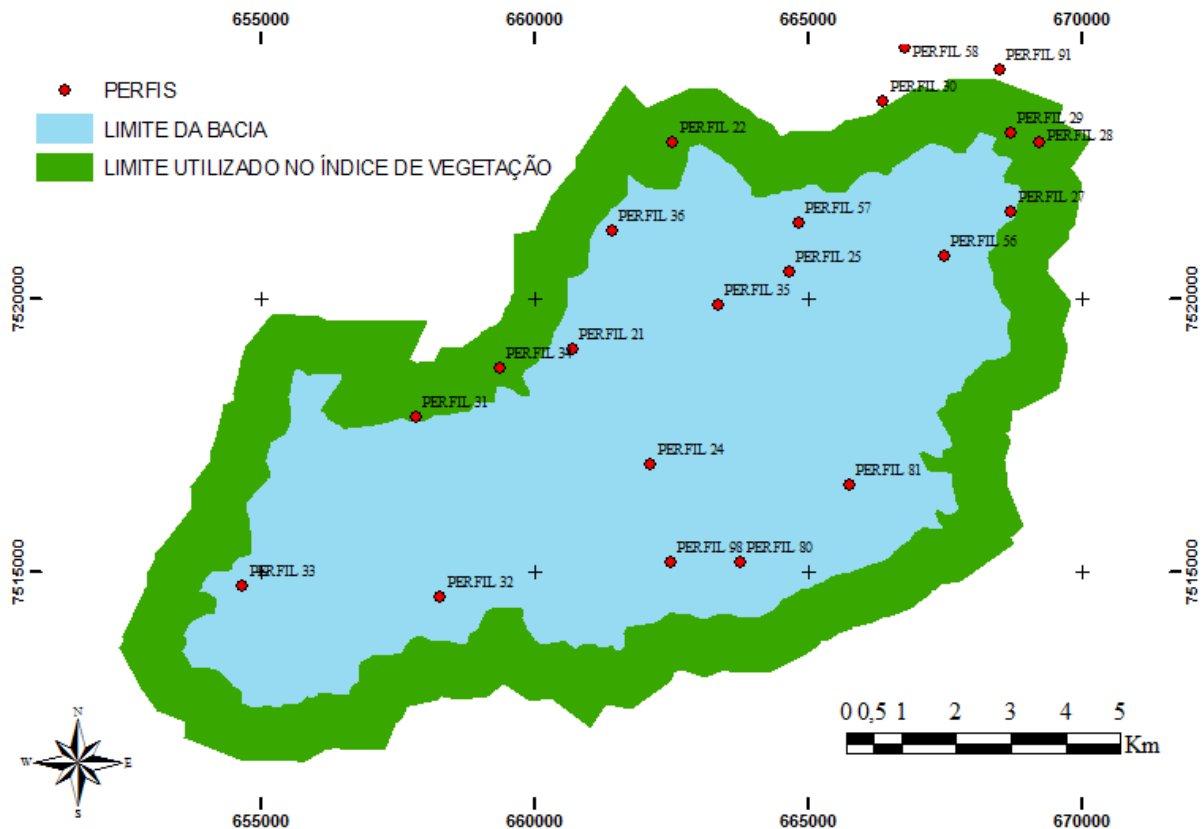 655000
660000
665000
670000
PERFIL 58
PERFIL 91
PERFIS
PERFIL 30
LIMITE DA BACIA
PERFIL 29
PERFIL 22
PERFIL 28
LIMITE UTILIZADO NO ÍNDICE DE VEGETAÇÃO
PERFIL 27
PERFIL 36
PERFIL 57
PERFIL 56
PERFIL 25
7520000
7520000
PERFIL 35
PERFIL 21
PERFIL 34
PERFIL 31
PERFIL 24
PERFIL 81
PERFIL 98
PERFIL 80
7515000
7515000
PERFIL 33
PERFIL 32
0 0,5 1 2 3 4 5
Km
N
W
E
S
655000
660000
665000
670000